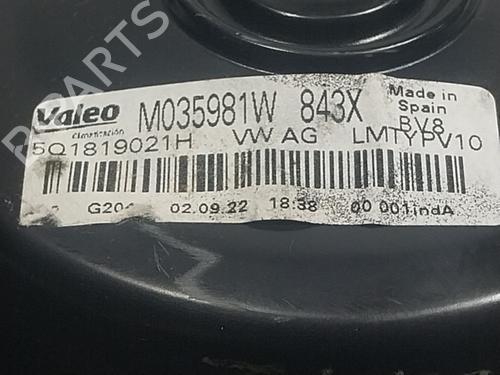 Valeo M035981W 843X Made in
Climatización Spain
BV8
5Q1819021H VW AG LMTYPV10
G204 02.09.22 18:38 00 001indA